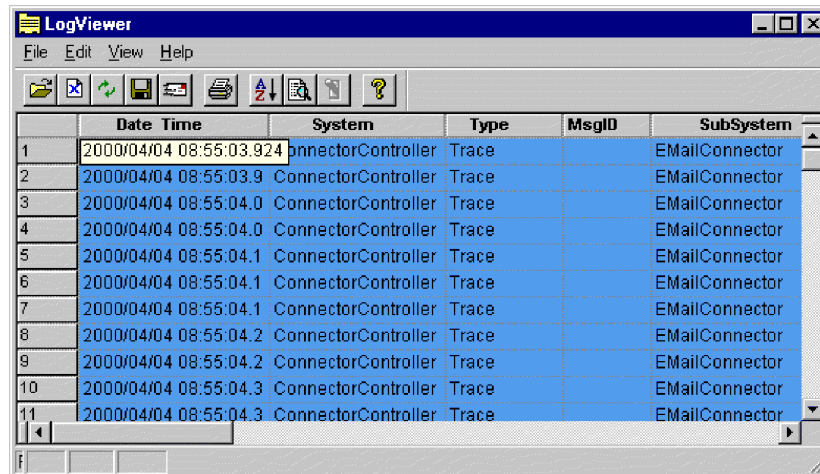 LogViewer
File Edit View Help
Date Time System Type MsgID SubSystem
1 2000/04/04 08:55:03.924 onnectorController Trace EMailConnector
2 2000/04/04 08:55:03.9 ConnectorController Trace EMailConnector
3 2000/04/04 08:55:04.0 ConnectorController Trace EMailConnector
4 2000/04/04 08:55:04.0 ConnectorController Trace EMailConnector
5 2000/04/04 08:55:04.1 ConnectorController Trace EMailConnector
6 2000/04/04 08:55:04.1 ConnectorController Trace EMailConnector
7 2000/04/04 08:55:04.1 ConnectorController Trace EMailConnector
8 2000/04/04 08:55:04.2 ConnectorController Trace EMailConnector
9 2000/04/04 08:55:04.2 ConnectorController Trace EMailConnector
10 2000/04/04 08:55:04.3 ConnectorController Trace EMailConnector
11 2000/04/04 08:55:04.3 ConnectorController Trace EMailConnector